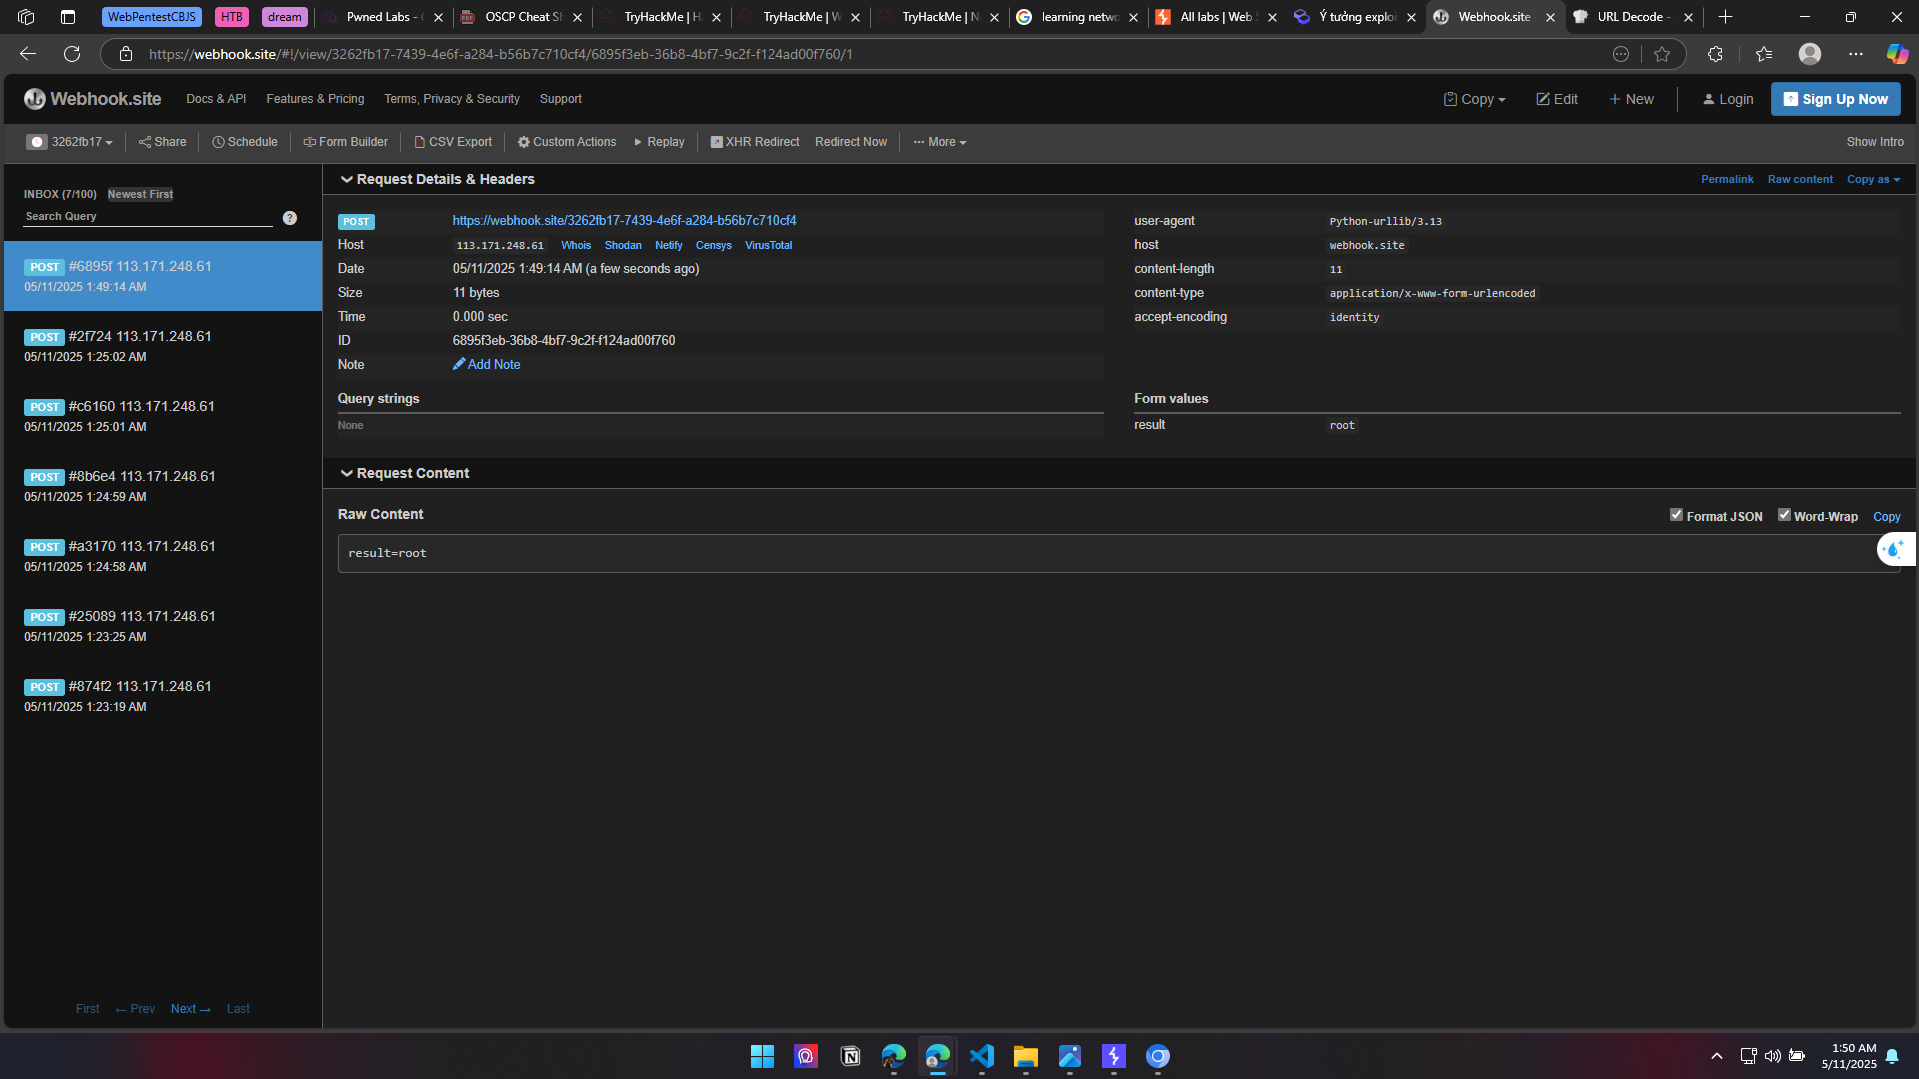 WebPentestCBJS HTB dream Pwned Labs - OSCP Cheat Sh TryHackMe | H TryHackMe | W TryHackMe | N learning netwo All labs | Web Ý tưởng exploi Webhook.site URL Decode -
https://webhook.site/#!/view/3262fb17-7439-4e6f-a284-b56b7c710cf4/6895f3eb-36b8-4bf7-9c2f-f124ad00f760/1
Webhook.site Docs & API Features & Pricing Terms, Privacy & Security Support Copy Edit New Login Sign Up Now
3262fb17 Share Schedule Form Builder CSV Export Custom Actions Replay XHR Redirect Redirect Now More Show Intro
INBOX (7/100) Newest First
Search Query ?
POST #6895f 113.171.248.61
05/11/2025 1:49:14 AM
POST #2f724 113.171.248.61
05/11/2025 1:25:02 AM
POST #c6160 113.171.248.61
05/11/2025 1:25:01 AM
POST #8b6e4 113.171.248.61
05/11/2025 1:24:59 AM
POST #a3170 113.171.248.61
05/11/2025 1:24:58 AM
POST #25089 113.171.248.61
05/11/2025 1:23:25 AM
POST #874f2 113.171.248.61
05/11/2025 1:23:19 AM
First ← Prev Next → Last
Request Details & Headers Permalink Raw content Copy as
POST https://webhook.site/3262fb17-7439-4e6f-a284-b56b7c710cf4
Host 113.171.248.61 Whois Shodan Netify Censys VirusTotal
Date 05/11/2025 1:49:14 AM (a few seconds ago)
Size 11 bytes
Time 0.000 sec
ID 6895f3eb-36b8-4bf7-9c2f-f124ad00f760
Note Add Note
user-agent Python-urllib/3.13
host webhook.site
content-length 11
content-type application/x-www-form-urlencoded
accept-encoding identity
Query strings
None
Form values
result root
Request Content
Raw Content Format JSON Word-Wrap Copy
result=root
1:50 AM
5/11/2025